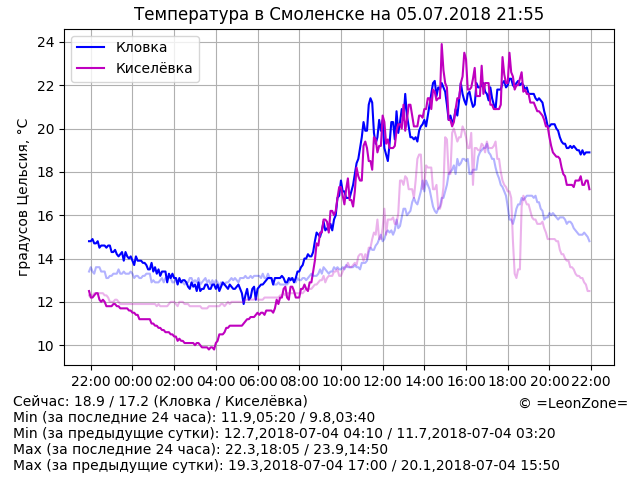 Температура в Смоленске на 05.07.2018 21:55
Кловка
Киселёвка
градусов Цельсия, °C
24
22
20
18
16
14
12
10
22:00 00:00 02:00 04:00 06:00 08:00 10:00 12:00 14:00 16:00 18:00 20:00 22:00
Сейчас: 18.9 / 17.2 (Кловка / Киселёвка)
© =LeonZone=
Min (за последние 24 часа): 11.9,05:20 / 9.8,03:40
Min (за предыдущие сутки): 12.7,2018-07-04 04:10 / 11.7,2018-07-04 03:20
Max (за последние 24 часа): 22.3,18:05 / 23.9,14:50
Max (за предыдущие сутки): 19.3,2018-07-04 17:00 / 20.1,2018-07-04 15:50